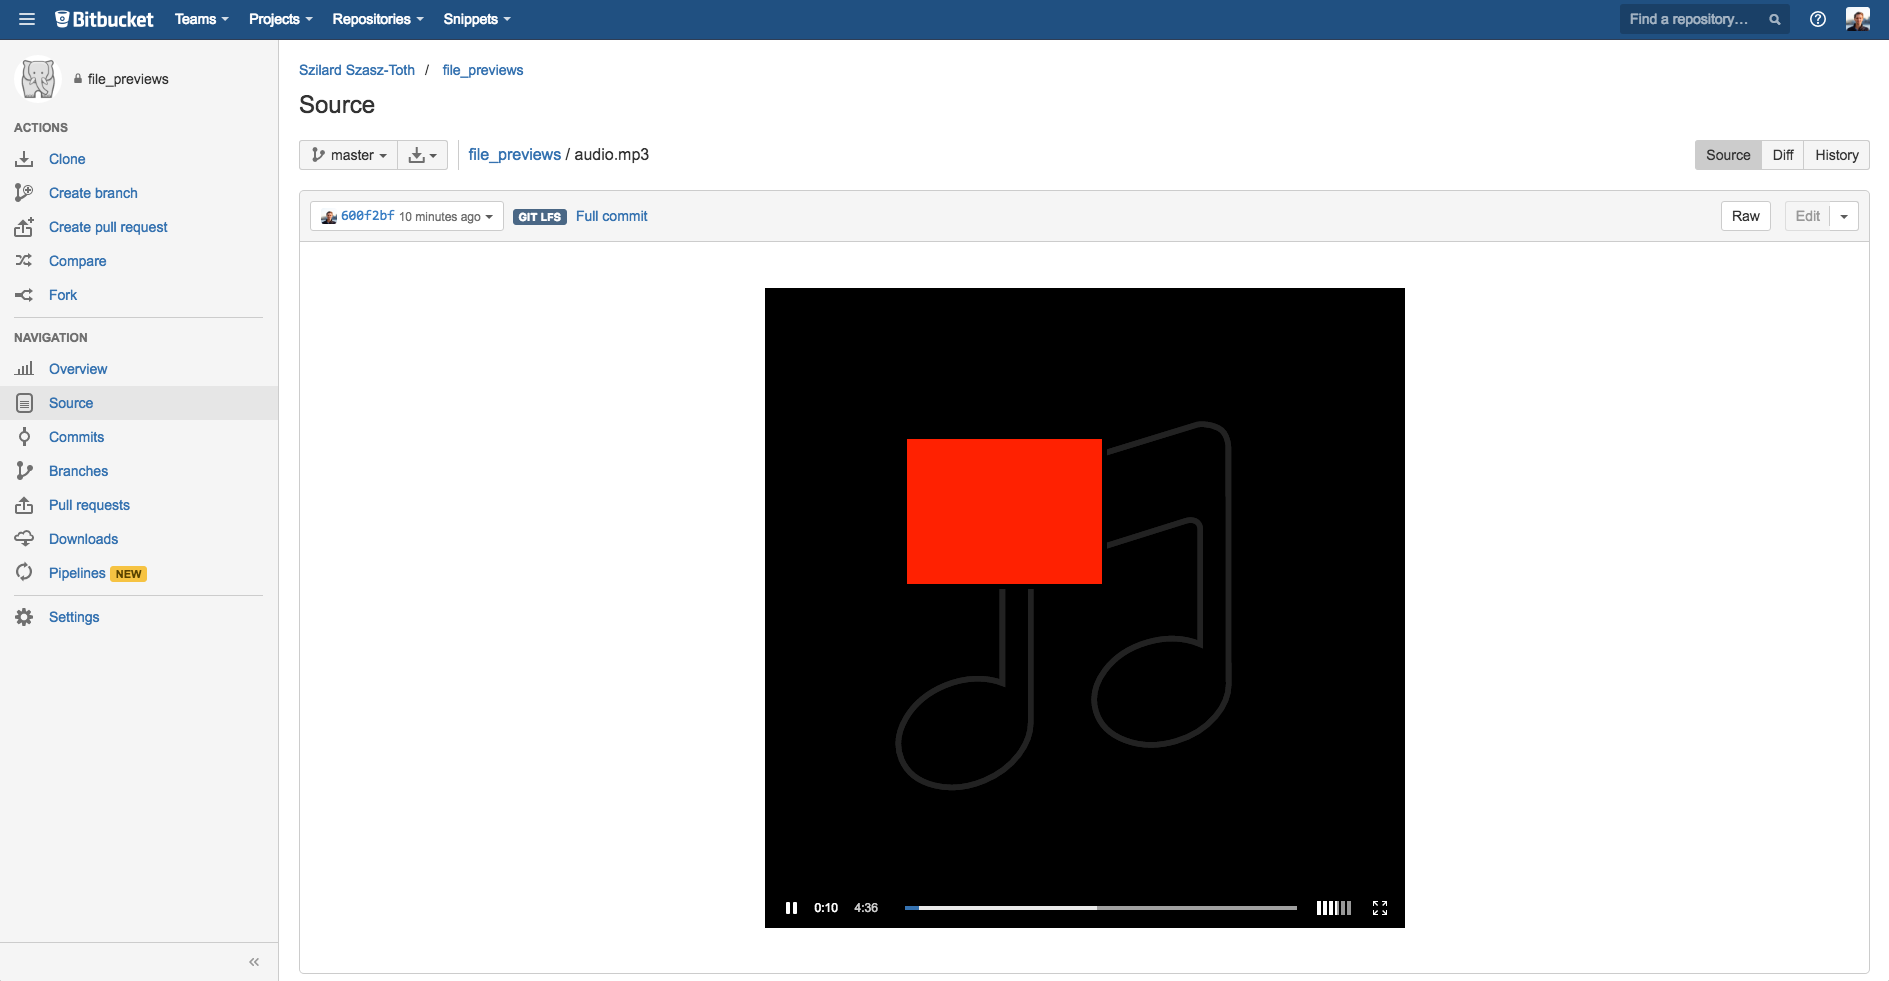 Bitbucket Teams Projects Repositories Snippets Find a repository...
file_previews
ACTIONS
Clone
Create branch
Create pull request
Compare
Fork
NAVIGATION
Overview
Source
Commits
Branches
Pull requests
Downloads
Pipelines NEW
Settings
Szilard Szasz-Toth / file_previews
Source
master file_previews / audio.mp3 Source Diff History
600f2bf 10 minutes ago GIT LFS Full commit Raw Edit
0:10 4:36